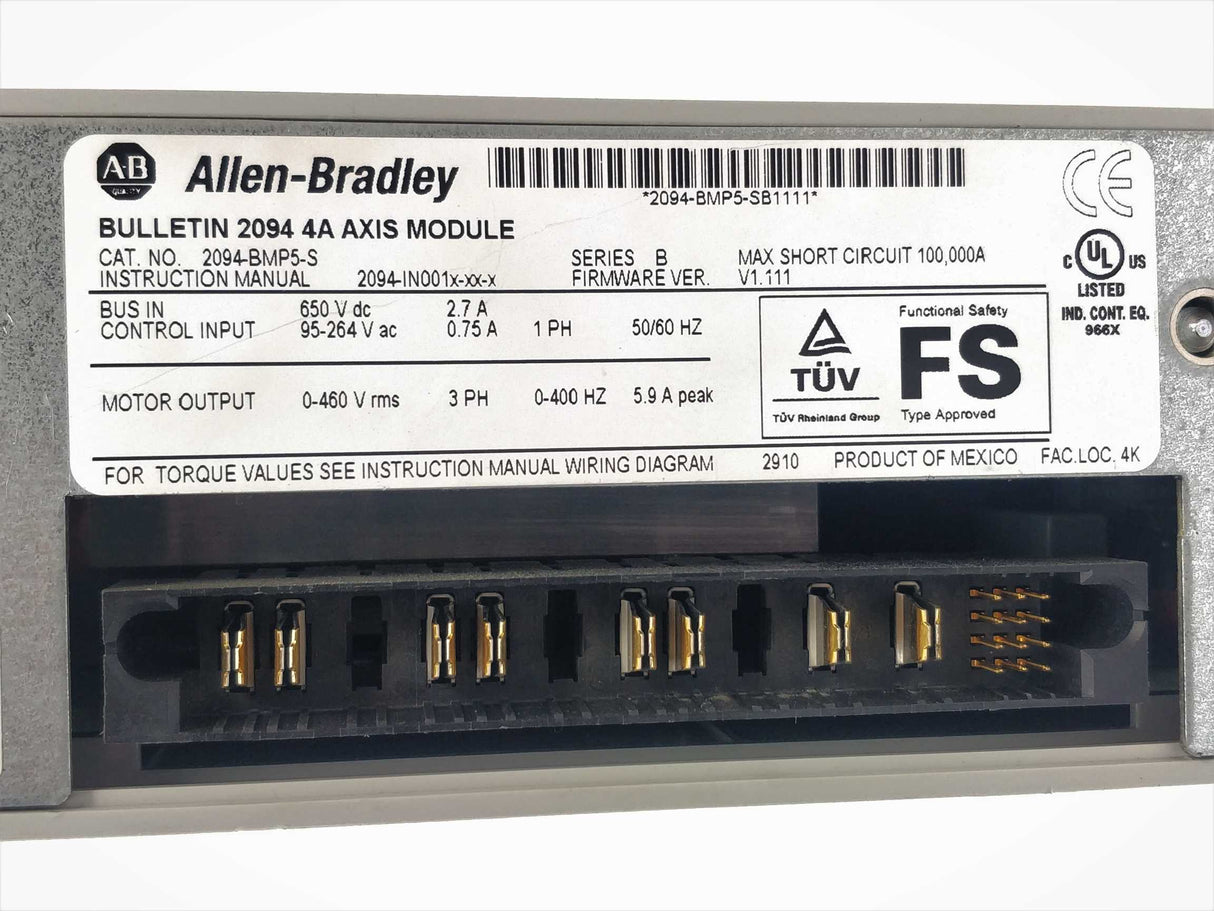 A-B
QUALITY
Allen-Bradley
*2094-BMP5-SB1111*
BULLETIN 2094 4A AXIS MODULE
CAT. NO. 2094-BMP5-S SERIES B MAX SHORT CIRCUIT 100,000A
INSTRUCTION MANUAL 2094-IN001x-xx-x FIRMWARE VER. V1.111
BUS IN 650 V dc 2.7 A
CONTROL INPUT 95-264 V ac 0.75 A 1 PH 50/60 HZ
MOTOR OUTPUT 0-460 V rms 3 PH 0-400 HZ 5.9 A peak
TÜV
TÜV Rheinland Group
Functional Safety
FS
Type Approved
CE
C UL US
LISTED
IND. CONT. EQ.
966X
FOR TORQUE VALUES SEE INSTRUCTION MANUAL WIRING DIAGRAM 2910 PRODUCT OF MEXICO FAC.LOC. 4K